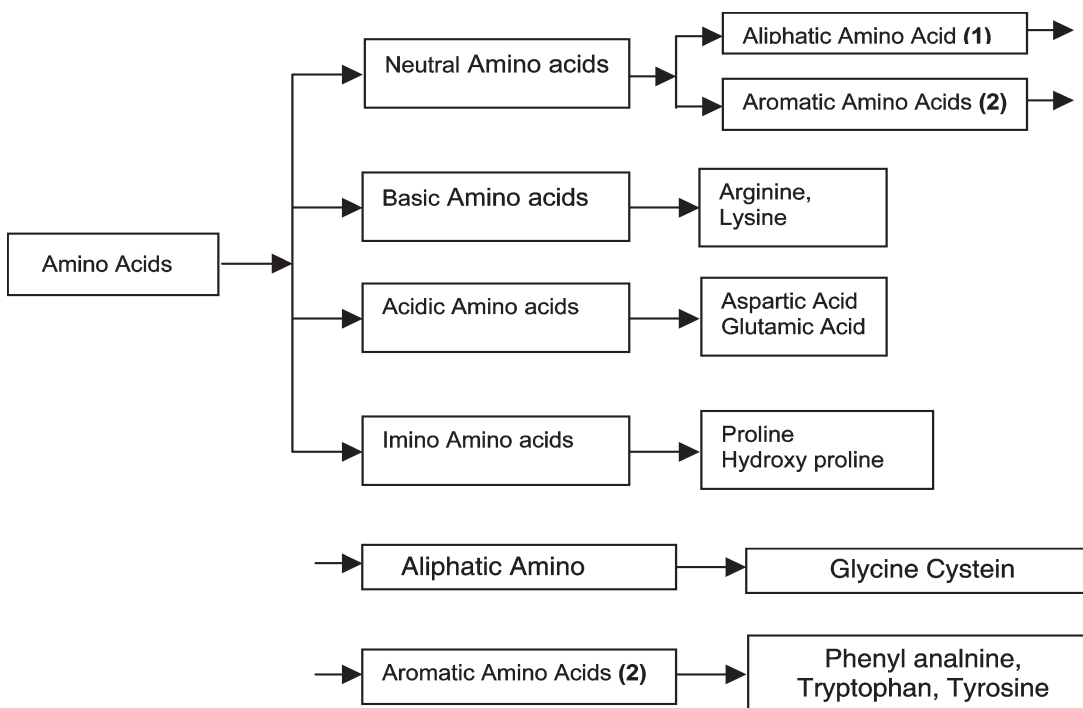 Aliphatic Amino Acid (1)
Neutral Amino acids
Aromatic Amino Acids (2)
Basic Amino acids
Arginine,
Lysine
Amino Acids
Acidic Amino acids
Aspartic Acid
Glutamic Acid
Imino Amino acids
Proline
Hydroxy proline
Aliphatic Amino
Glycine Cystein
Aromatic Amino Acids (2)
Phenyl analnine,
Tryptophan, Tyrosine